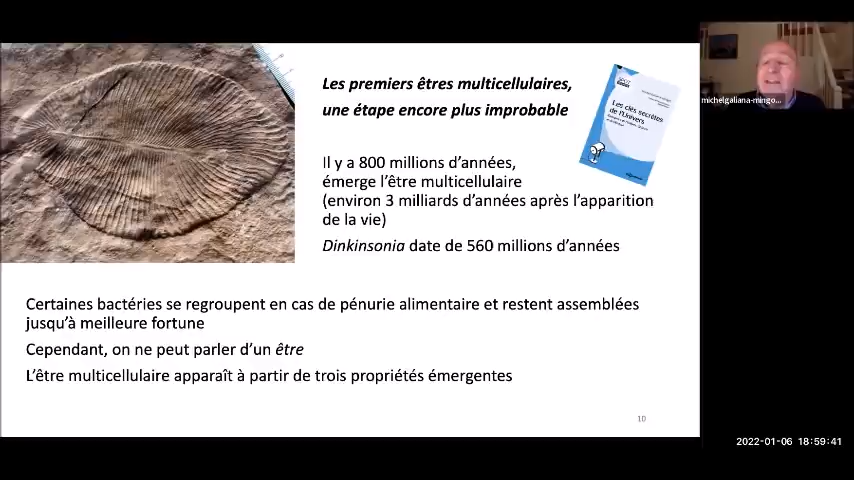 Les premiers êtres multicellulaires,
une étape encore plus improbable
Les clés secrètes
de l'Univers
Il y a 800 millions d'années,
émerge l'être multicellulaire
(environ 3 milliards d'années après l'apparition
de la vie)
Dinkinsonia date de 560 millions d'années
Certaines bactéries se regroupent en cas de pénurie alimentaire et restent assemblées
jusqu'à meilleure fortune
Cependant, on ne peut parler d'un être
L'être multicellulaire apparaît à partir de trois propriétés émergentes
10
michelgaliana-mingo...
2022-01-06 18:59:41